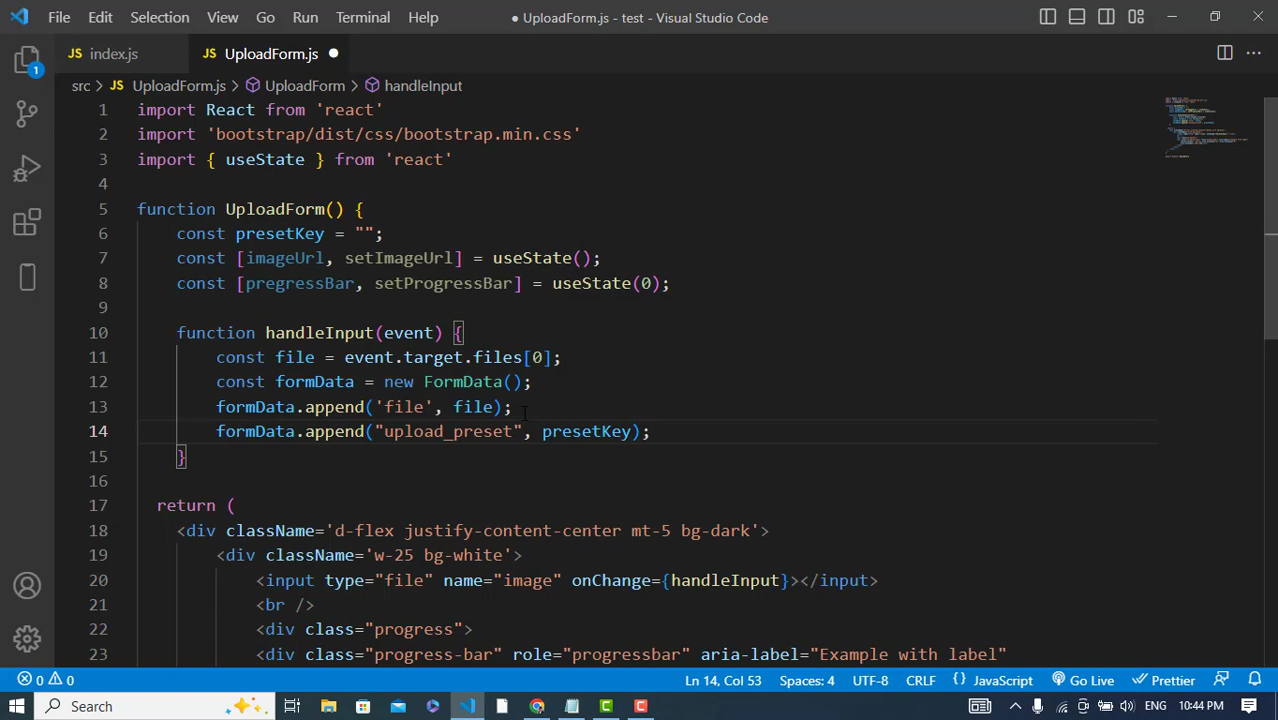 File Edit Selection View Go Run Terminal Help ● UploadForm.js - test - Visual Studio Code
JS index.js JS UploadForm.js ●
src > JS UploadForm.js > UploadForm > handleInput
1 import React from 'react'
2 import 'bootstrap/dist/css/bootstrap.min.css'
3 import { useState } from 'react'
4
5 function UploadForm() {
6 const presetKey = "";
7 const [imageUrl, setImageUrl] = useState();
8 const [pregressBar, setProgressBar] = useState(0);
9
10 function handleInput(event) {
11 const file = event.target.files[0];
12 const formData = new FormData();
13 formData.append('file', file);
14 formData.append("upload_preset", presetKey);
15 }
16
17 return (
18 <div className='d-flex justify-content-center mt-5 bg-dark'>
19 <div className='w-25 bg-white'>
20 <input type="file" name="image" onChange={handleInput}></input>
21 <br />
22 <div class="progress">
23 <div class="progress-bar" role="progressbar" aria-label="Example with label"
1
0 0 Ln 14, Col 53 Spaces: 4 UTF-8 CRLF {} JavaScript Go Live Prettier
Search ENG 10:44 PM